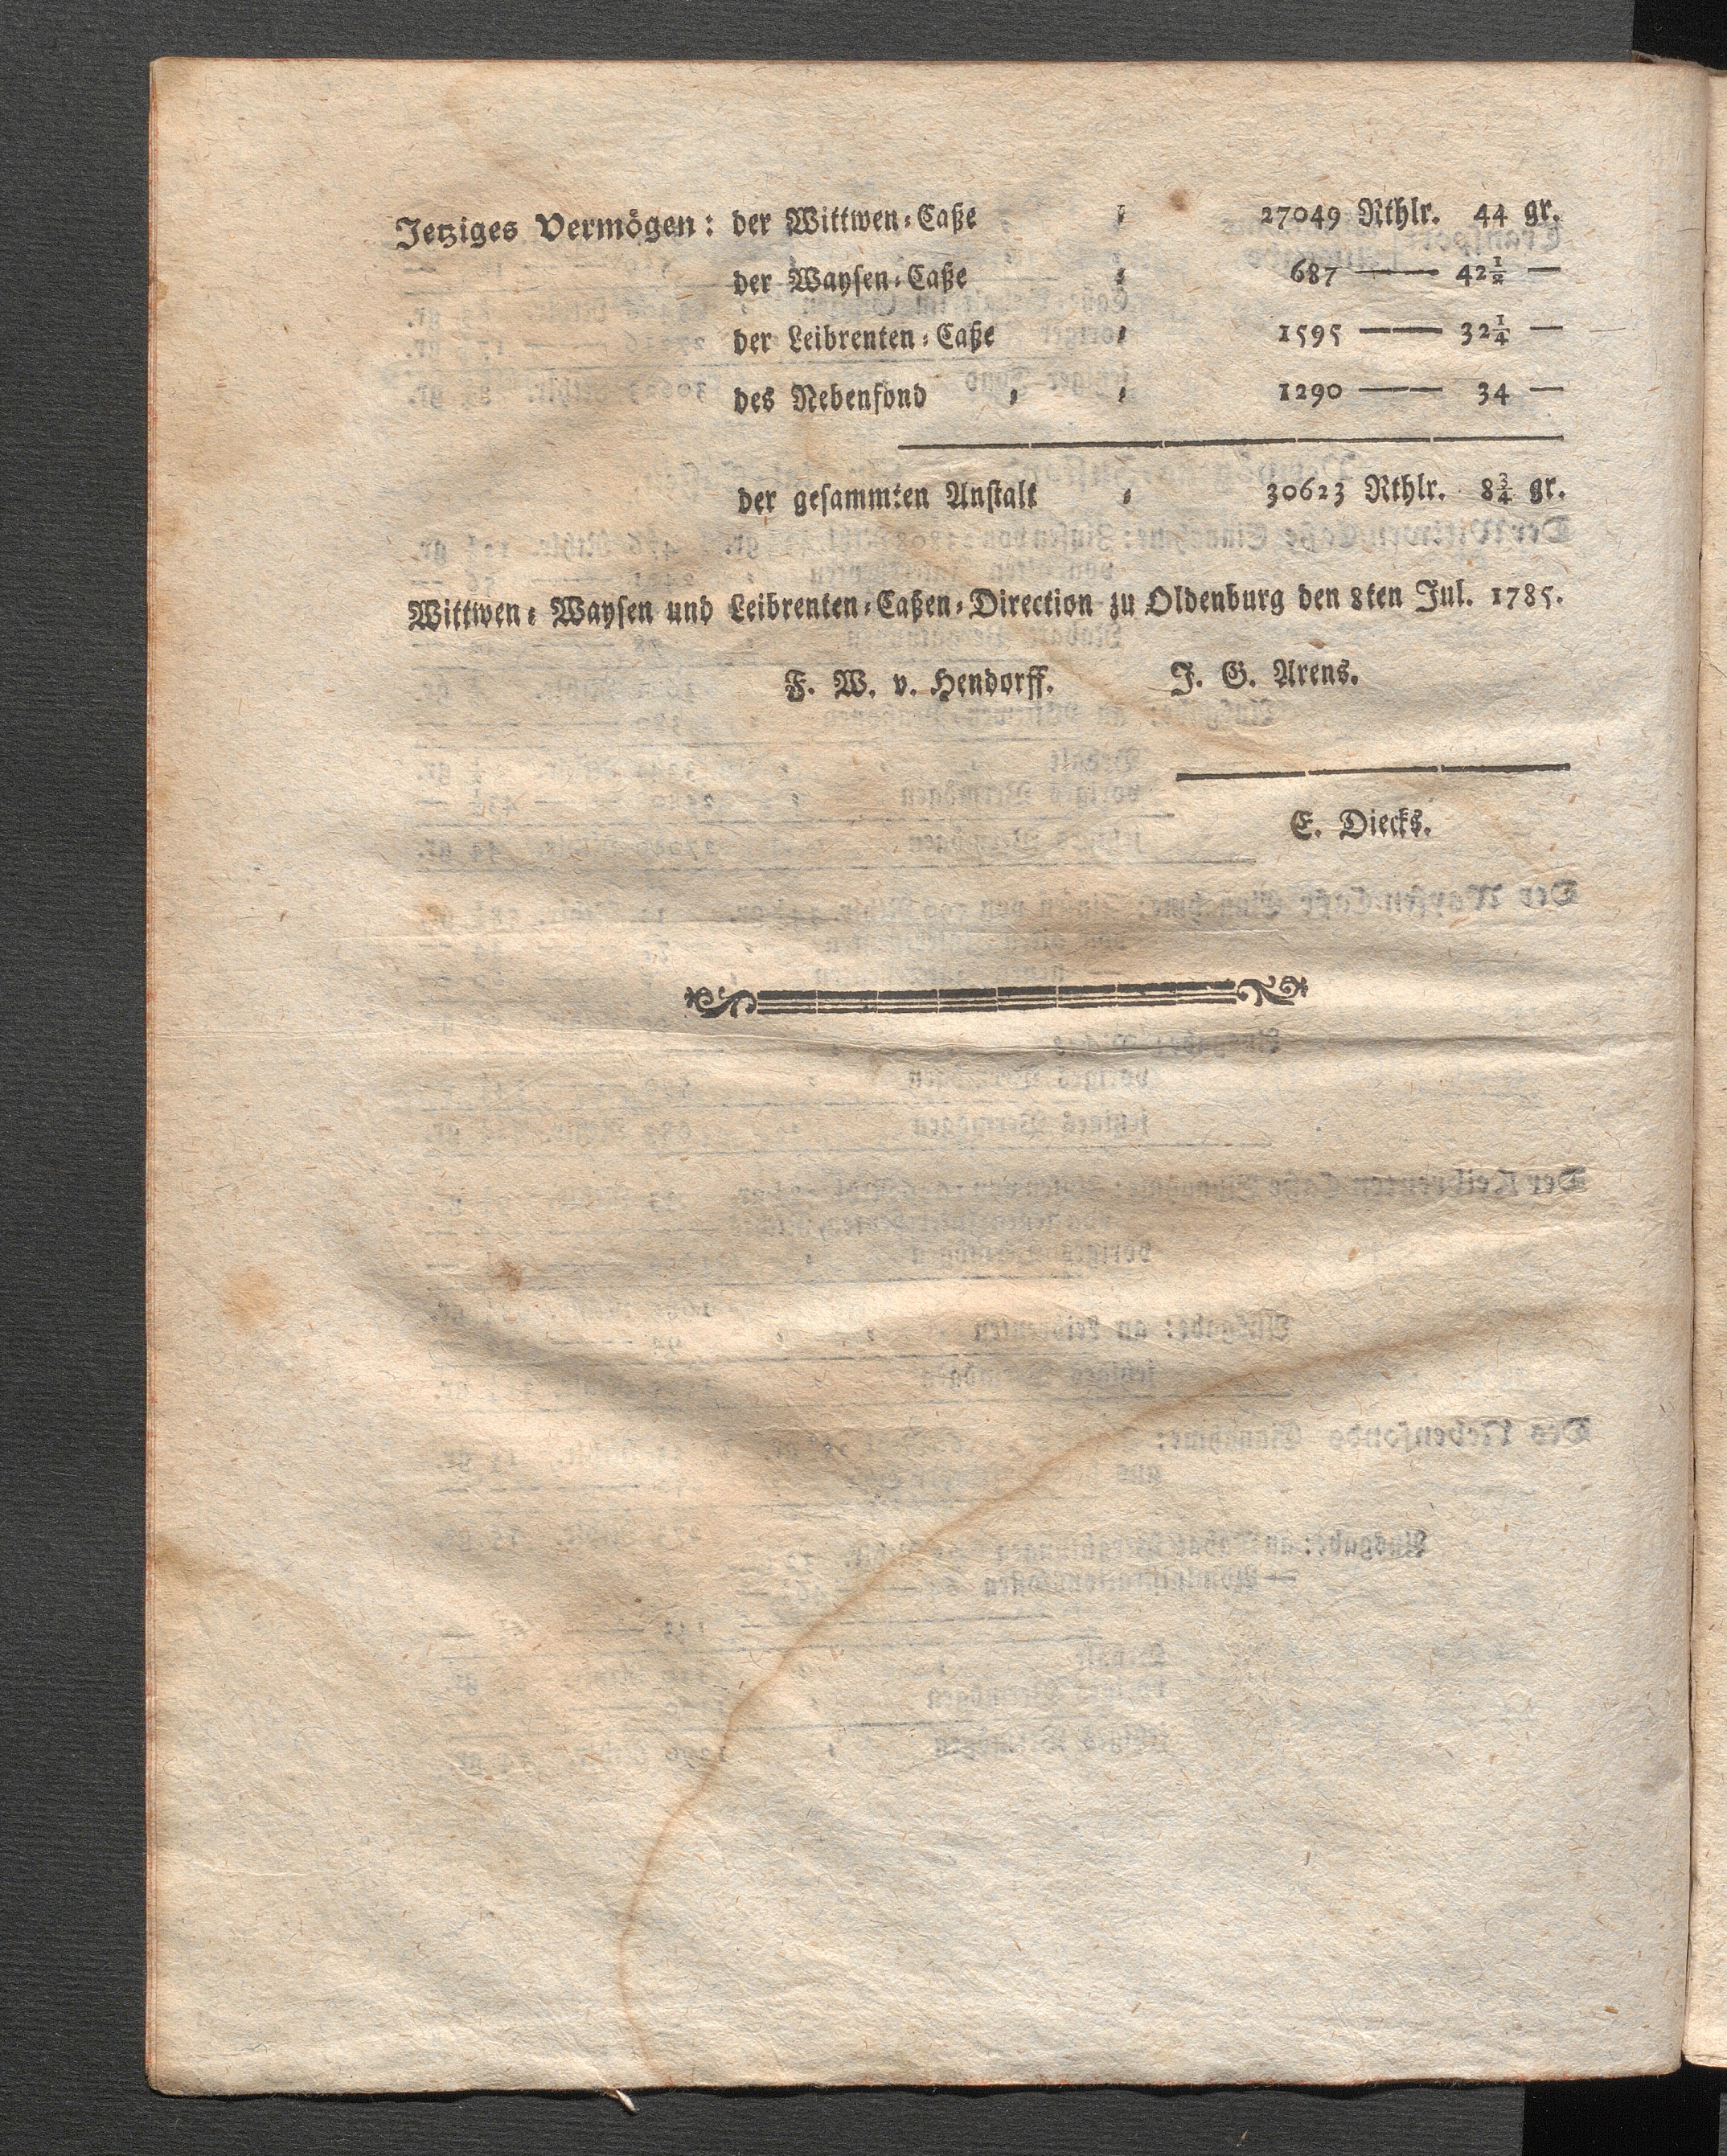 Jetziges Vermögen: der Wittwen-Caße = 27049 Rthlr. 44 gr.
der Waysen-Caße = 687 —— 42½ —
der Leibrenten-Caße = 1595 —— 32¼ —
des Nebenfond = = 1290 —— 34 —
der gesammten Anstalt = 30623 Rthlr. 8¾ gr.
Wittwen- Waysen und Leibrenten-Caßen-Direction zu Oldenburg den 8ten Jul. 1785.
F. W. v. Hendorff. J. G. Arens.
E. Diecks.